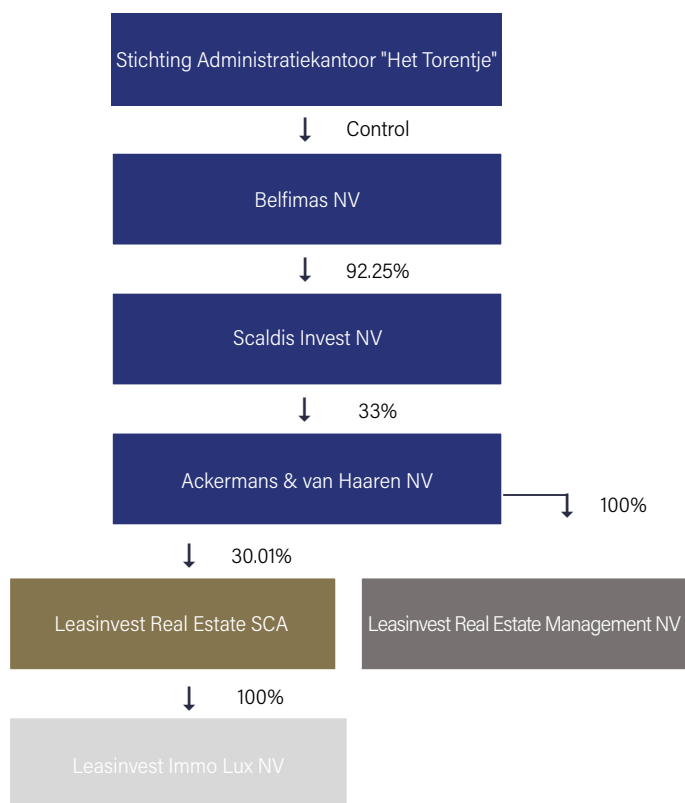 Stichting Administratiekantoor "Het Torentje"
Control
Belfimas NV
92.25%
Scaldis Invest NV
33%
Ackermans & van Haaren NV
100%
30.01%
Leasinvest Real Estate SCA
Leasinvest Real Estate Management NV
100%
Leasinvest Immo Lux NV